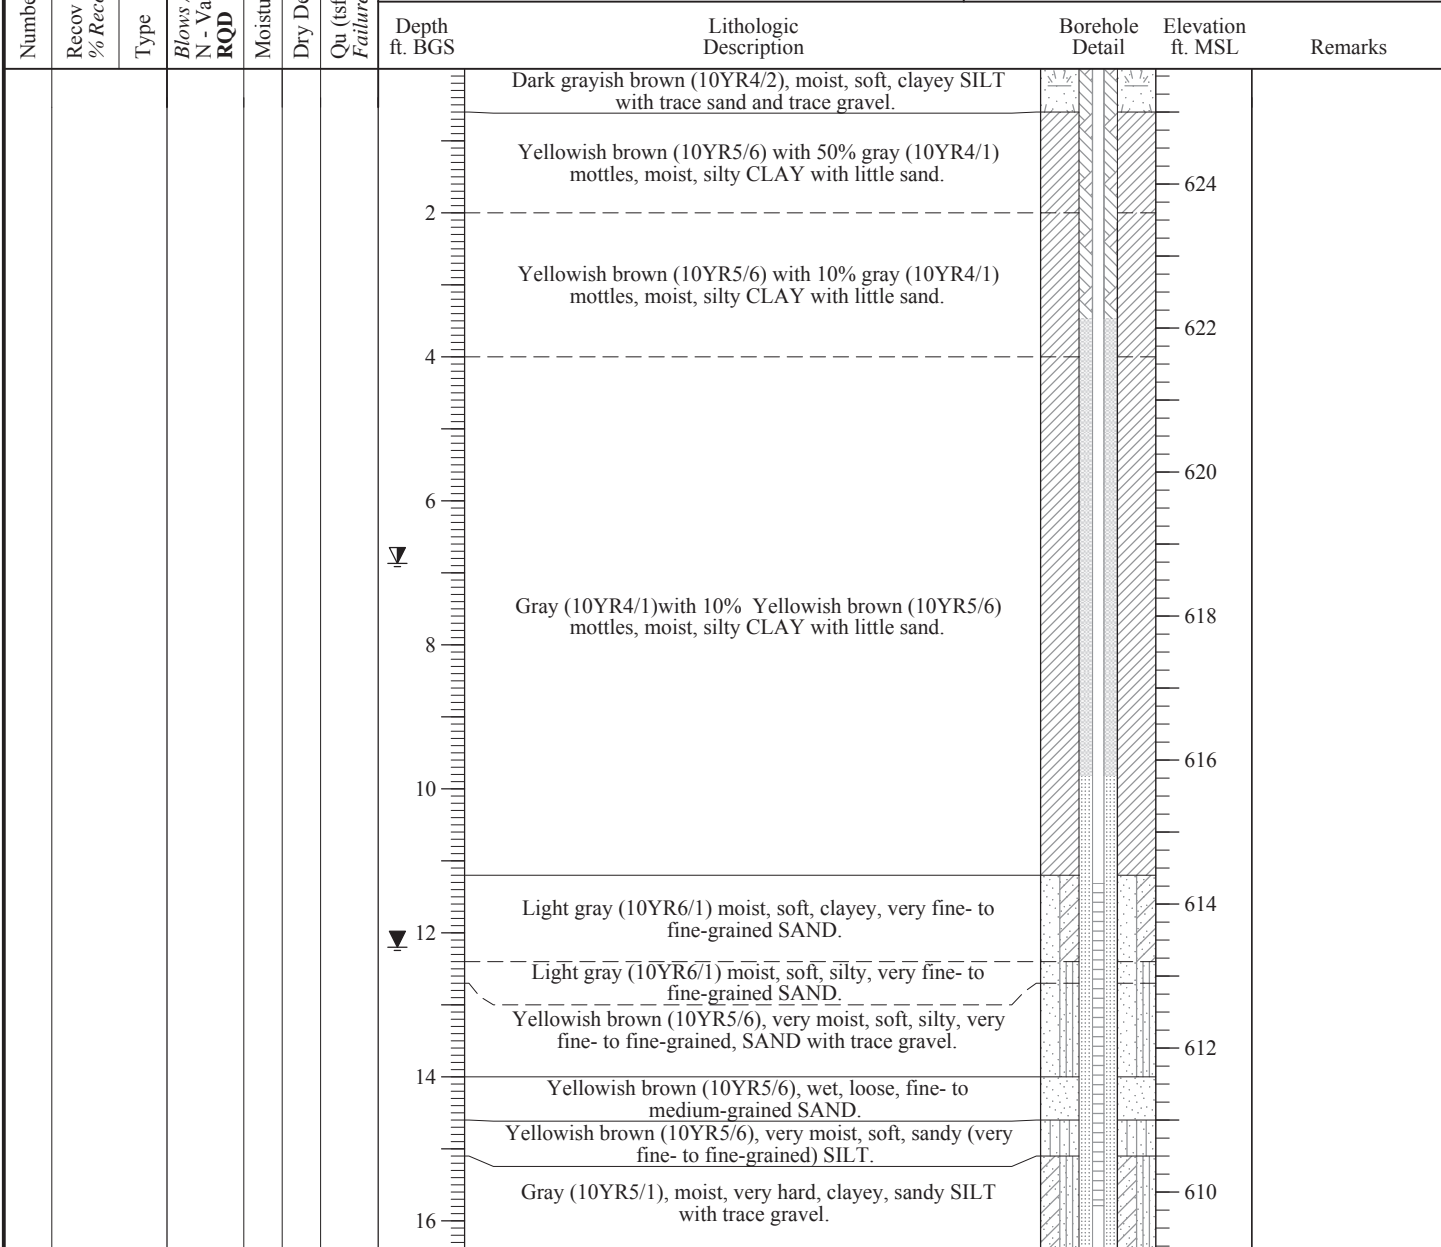 Numbe
Recov
% Rece
Type
Blows
N - Va
RQD
Moistu
Dry De
Qu (tsf
Failure
Depth
ft. BGS
Lithologic
Description
Borehole
Detail
Elevation
ft. MSL
Remarks
Dark grayish brown (10YR4/2), moist, soft, clayey SILT
with trace sand and trace gravel.
Yellowish brown (10YR5/6) with 50% gray (10YR4/1)
mottles, moist, silty CLAY with little sand.
624
2
Yellowish brown (10YR5/6) with 10% gray (10YR4/1)
mottles, moist, silty CLAY with little sand.
622
4
620
6
Gray (10YR4/1)with 10% Yellowish brown (10YR5/6)
mottles, moist, silty CLAY with little sand.
618
8
616
10
Light gray (10YR6/1) moist, soft, clayey, very fine- to
fine-grained SAND.
614
12
Light gray (10YR6/1) moist, soft, silty, very fine- to
fine-grained SAND.
Yellowish brown (10YR5/6), very moist, soft, silty, very
fine- to fine-grained, SAND with trace gravel.
612
14
Yellowish brown (10YR5/6), wet, loose, fine- to
medium-grained SAND.
Yellowish brown (10YR5/6), very moist, soft, sandy (very
fine- to fine-grained) SILT.
Gray (10YR5/1), moist, very hard, clayey, sandy SILT
with trace gravel.
610
16